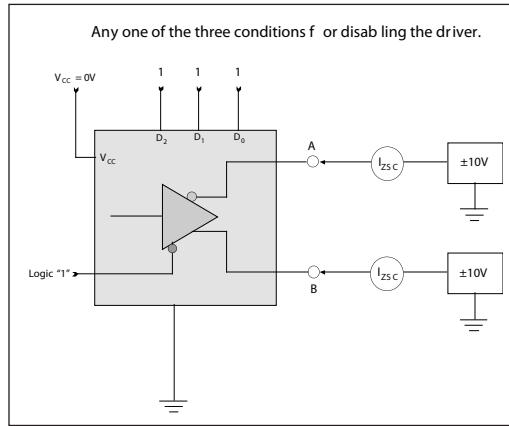 Any one of the three conditions f or disab ling the driver.
V CC = 0V 1 1 1
D2 D1 D0
VCC
A
IZSC
±10V
Logic “1”
IZSC
±10V
B